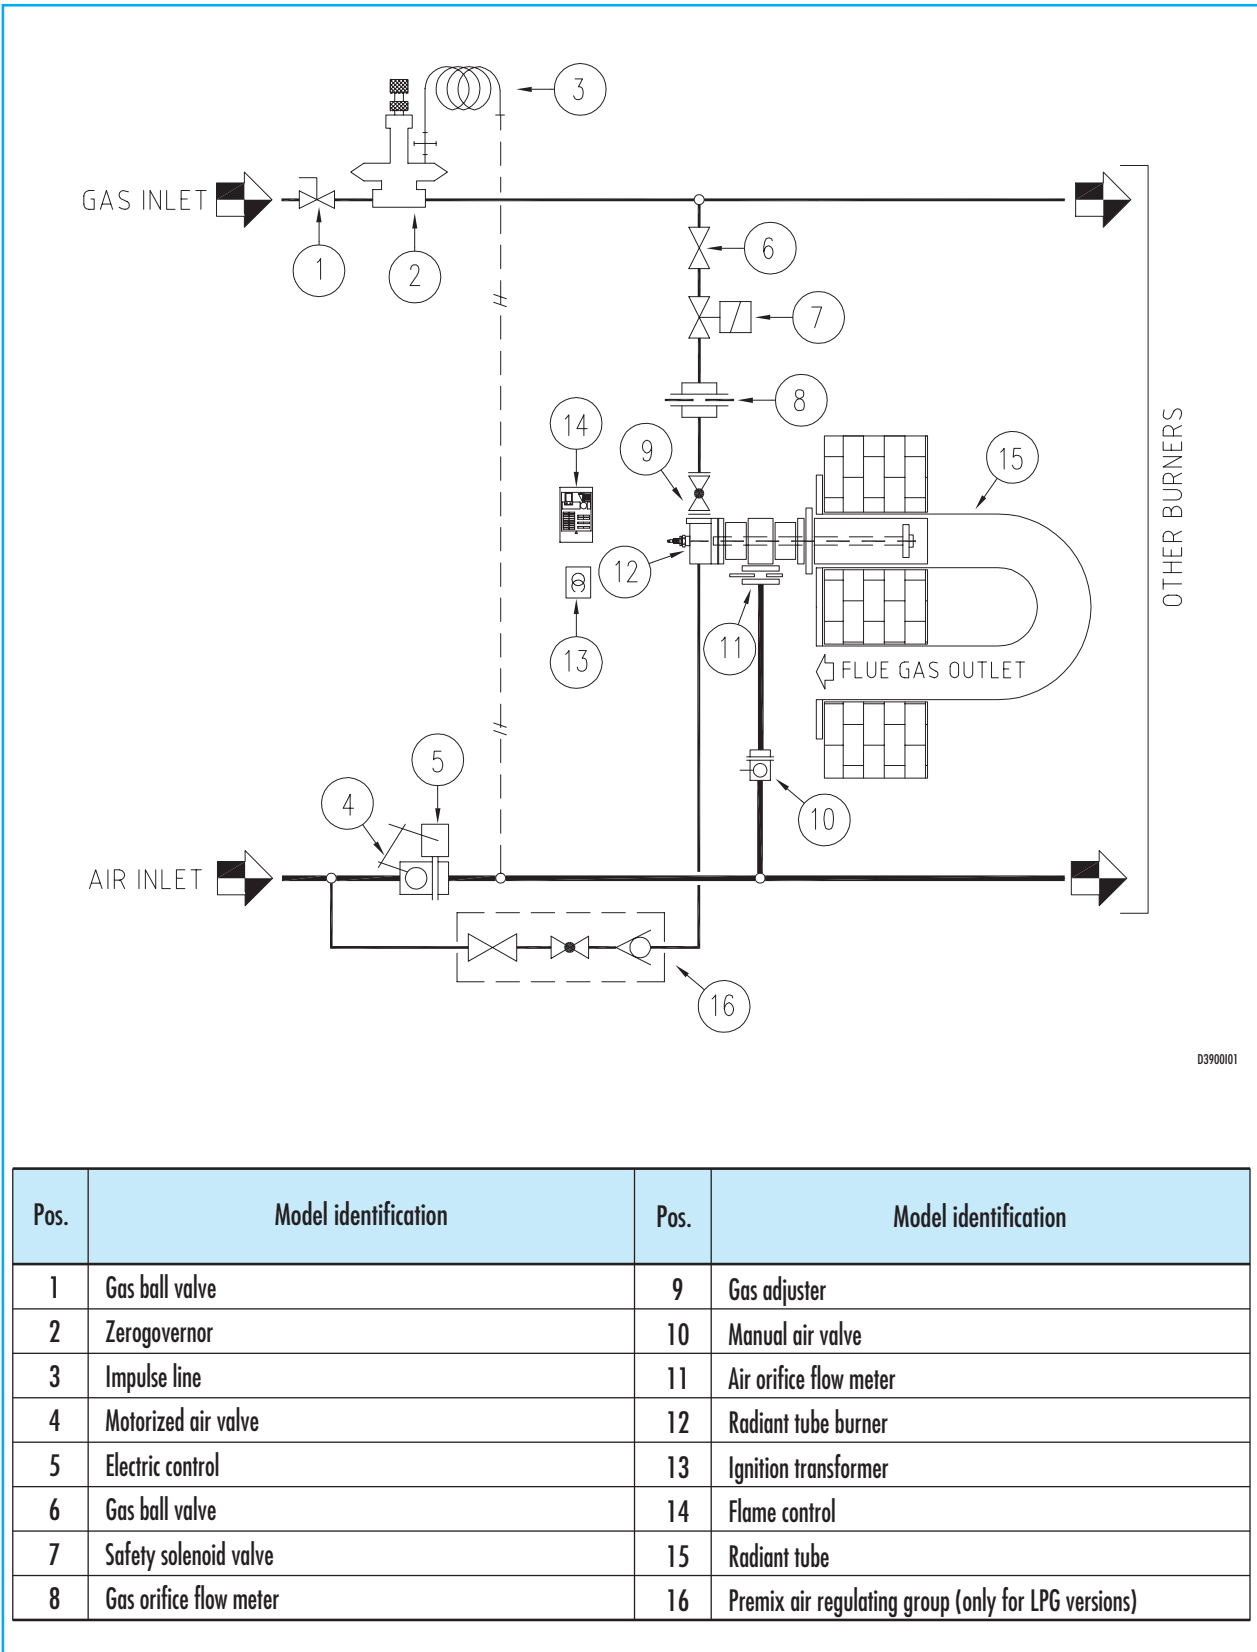 3
GAS INLET
1
2
6
7
8
14
9
15
OTHER BURNERS
12
11
13
FLUE GAS OUTLET
5
4
10
AIR INLET
16
D3900I01
Pos. Model identification Pos. Model identification
1 Gas ball valve 9 Gas adjuster
2 Zerogovernor 10 Manual air valve
3 Impulse line 11 Air orifice flow meter
4 Motorized air valve 12 Radiant tube burner
5 Electric control 13 Ignition transformer
6 Gas ball valve 14 Flame control
7 Safety solenoid valve 15 Radiant tube
8 Gas orifice flow meter 16 Premix air regulating group (only for LPG versions)